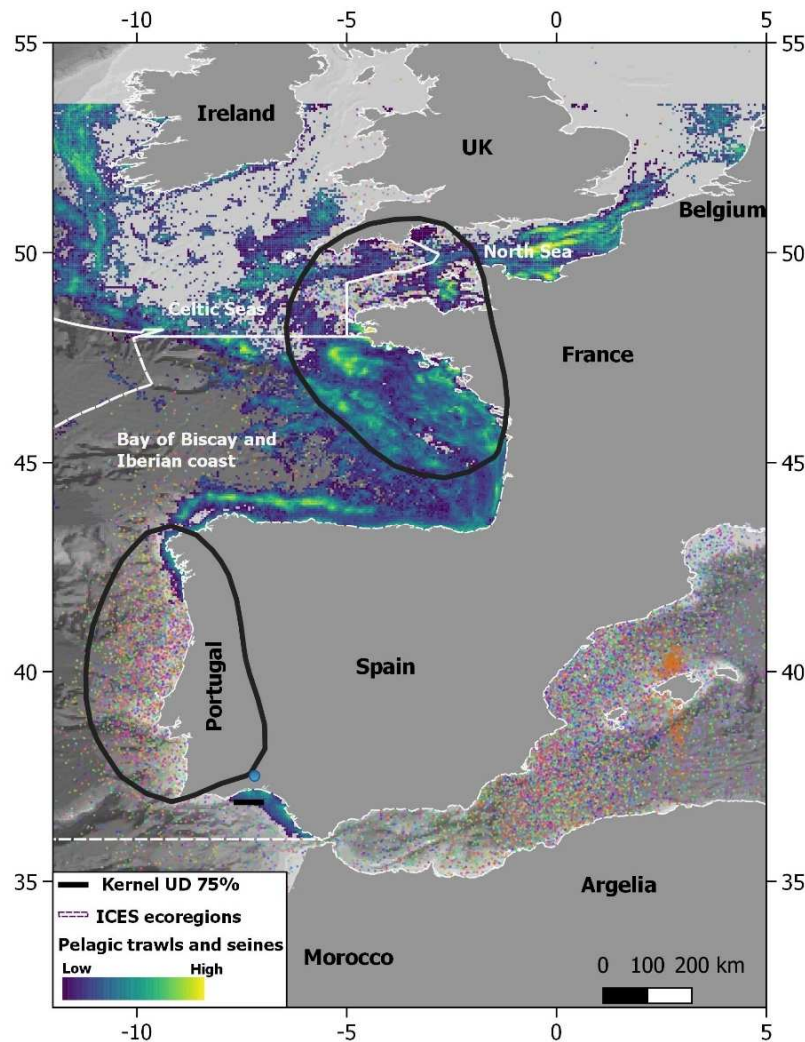 -10 -5 0 5
55 55
Ireland
UK
Belgium
50 50
North Sea
Celtic Seas
France
Bay of Biscay and
Iberian coast
45 45
40 40
Portugal
Spain
35 35
Argelia
Morocco
Kernel UD 75%
ICES ecoregions
Pelagic trawls and seines
Low High
0 100 200 km
-10 -5 0 5